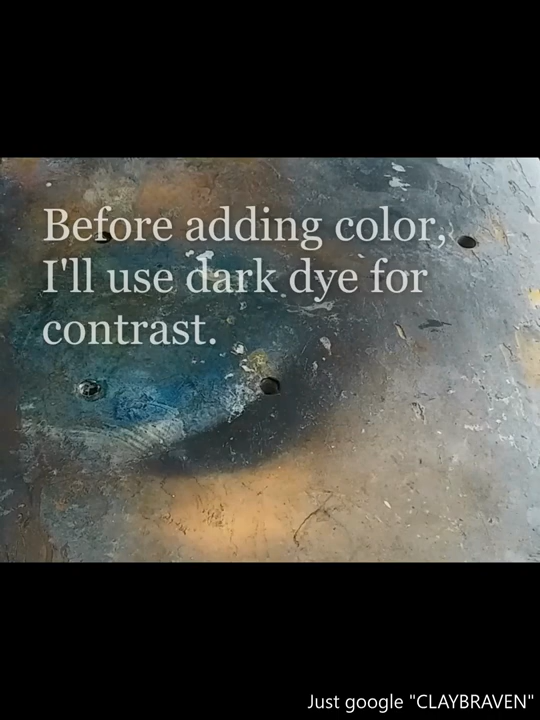 Before adding color,
I'll use dark dye for
contrast.
Just google "CLAYBRAVEN"